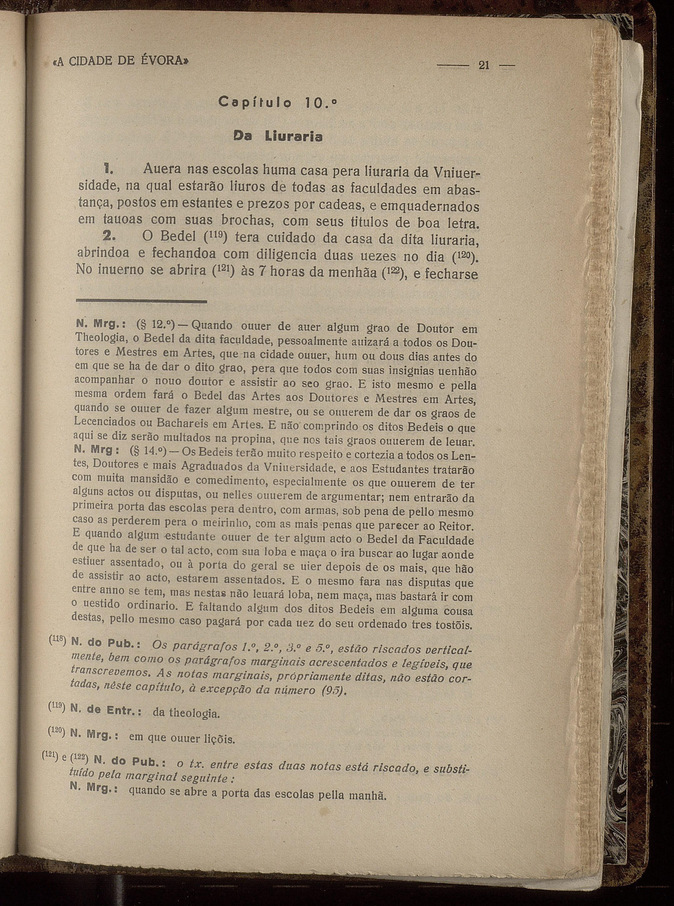 «A CIDADE DE ÉVORA»
—— 21 —
Capítulo 10.º
Da Liuraria
1. Auera nas escolas huma casa pera liuraria da Vniuer-
sidade, na qual estarão liuros de todas as faculdades em abas-
tança, postos em estantes e prezos por cadeas, e emquadernados
em tauoas com suas brochas, com seus titulos de boa letra.
2. O Bedel (119) tera cuidado da casa da dita liuraria,
abrindoa e fechandoa com diligencia duas uezes no dia (120).
No inuerno se abrira (121) às 7 horas da menhãa (122), e fecharse
N. Mrg.: (§ 12.º) — Quando ouuer de auer algum grao de Doutor em
Theologia, o Bedel da dita faculdade, pessoalmente auizará a todos os Dou-
tores e Mestres em Artes, que na cidade ouuer, hum ou dous dias antes do
em que se ha de dar o dito grao, pera que todos com suas insignias uenhão
acompanhar o nouo doutor e assistir ao seo grao. E isto mesmo e pella
mesma ordem fará o Bedel das Artes aos Doutores e Mestres em Artes,
quando se ouuer de fazer algum mestre, ou se ouuerem de dar os graos de
Lecenciados ou Bachareis em Artes. E não comprindo os ditos Bedeis o que
aqui se diz serão multados na propina, que nos tais graos ouuerem de leuar.
N. Mrg: (§ 14.º) — Os Bedeis terão muito respeito e cortezia a todos os Len-
tes, Doutores e mais Agraduados da Vniuersidade, e aos Estudantes tratarão
com muita mansidão e comedimento, especialmente os que ouuerem de ter
alguns actos ou disputas, ou nelles ouuerem de argumentar; nem entrarão da
primeira porta das escolas pera dentro, com armas, sob pena de pello mesmo
caso as perderem pera o meirinho, com as mais penas que parecer ao Reitor.
E quando algum estudante ouuer de ter algum acto o Bedel da Faculdade
de que ha de ser o tal acto, com sua loba e maça o ira buscar ao lugar aonde
estiuer assentado, ou à porta do geral se uier depois de os mais, que hão
de assistir ao acto, estarem assentados. E o mesmo fara nas disputas que
entre anno se tem, mas nestas não leuará loba, nem maça, mas bastará ir com
o uestido ordinario. E faltando algum dos ditos Bedeis em alguma cousa
destas, pello mesmo caso pagará por cada uez do seu ordenado tres tostõis.
(118) N. do Pub.: Os parágrafos 1.º, 2.º, 3.º e 5.º, estão riscados vertical-
mente, bem como os parágrafos marginais acrescentados e legíveis, que
transcrevemos. As notas marginais, própriamente ditas, não estão cor-
tadas, nêste capítulo, à excepção da número (95).
(119) N. de Entr.: da theologia.
(120) N. Mrg.: em que ouuer liçõis.
(121) e (122) N. do Pub.: o tx. entre estas duas notas está riscado, e substi-
tuído pela marginal seguinte:
N. Mrg.: quando se abre a porta das escolas pella manhã.